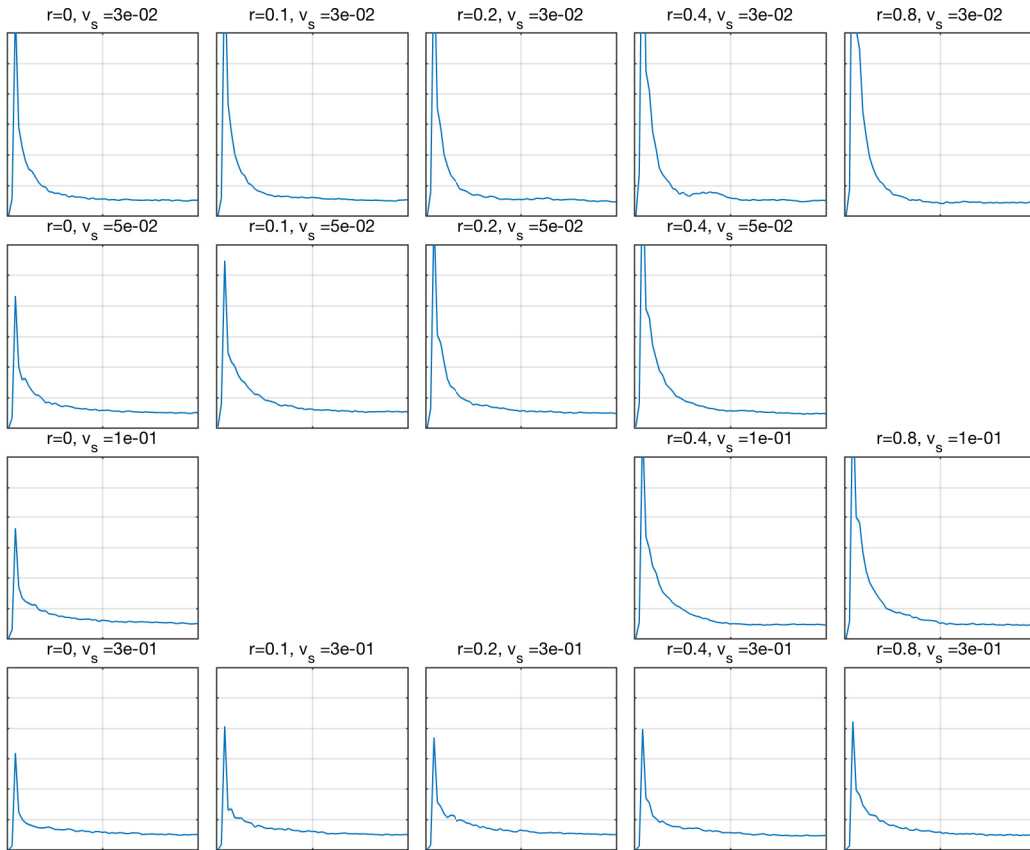 r=0, v_s =3e-02
r=0.1, v_s =3e-02
r=0.2, v_s =3e-02
r=0.4, v_s =3e-02
r=0.8, v_s =3e-02
r=0, v_s =5e-02
r=0.1, v_s =5e-02
r=0.2, v_s =5e-02
r=0.4, v_s =5e-02
r=0, v_s =1e-01
r=0.4, v_s =1e-01
r=0.8, v_s =1e-01
r=0, v_s =3e-01
r=0.1, v_s =3e-01
r=0.2, v_s =3e-01
r=0.4, v_s =3e-01
r=0.8, v_s =3e-01